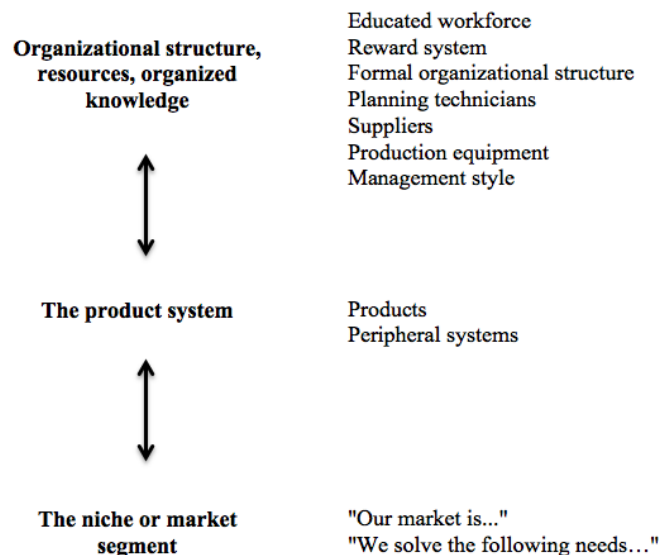 Organizational structure,
resources, organized
knowledge
Educated workforce
Reward system
Formal organizational structure
Planning technicians
Suppliers
Production equipment
Management style
The product system
Products
Peripheral systems
The niche or market
segment
"Our market is..."
"We solve the following needs…"